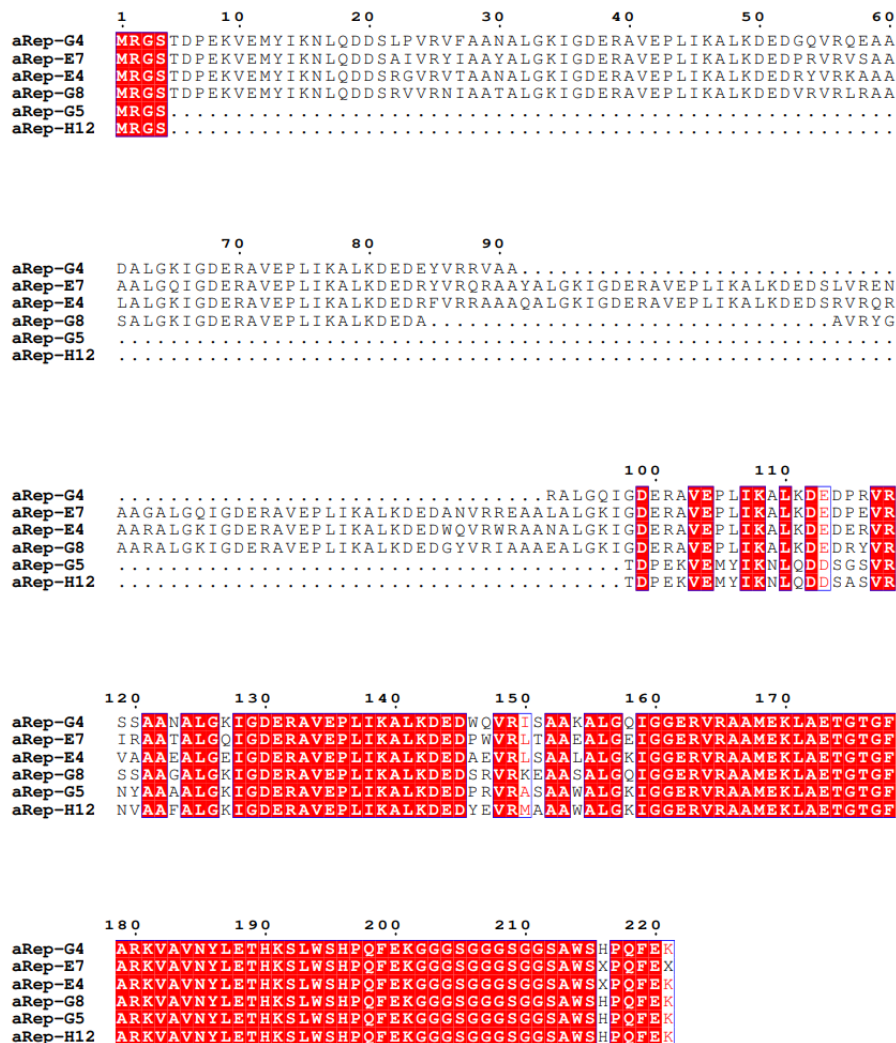 1 10 20 30 40 50 60
aRep-G4 MRGSTDPEKVEMYIKNLQDDSLPVRVFAANALGKIGDERAVEPLIKALKDEDGQVRQEAA
aRep-E7 MRGSTDPEKVEMYIKNLQDDSAIVRYIAAYALGKIGDERAVEPLIKALKDEDPRVRVSAA
aRep-E4 MRGSTDPEKVEMYIKNLQDDSRGVRVTAANALGKIGDERAVEPLIKALKDEDRYVRKAAA
aRep-G8 MRGSTDPEKVEMYIKNLQDDSRVVRNIAATALGKIGDERAVEPLIKALKDEDVRVRLRAA
aRep-G5 MRGS........................................................
aRep-H12 MRGS........................................................
70 80 90
aRep-G4 DALGKIGDERAVEPLIKALKDEDEYVRRVAA.............................
aRep-E7 AALGQIGDERAVEPLIKALKDEDRYVRQRAAYALGKIGDERAVEPLIKALKDEDSLVREN
aRep-E4 LALGKIGDERAVEPLIKALKDEDRFVRRAAAQALGKIGDERAVEPLIKALKDEDSRVRQR
aRep-G8 SALGKIGDERAVEPLIKALKDEDA...............................AVRYG
aRep-G5 ............................................................
aRep-H12 ............................................................
100 110
aRep-G4 .................................RALGQIGDERAVEPLIKALKDEDPRVR
aRep-E7 AAGALGQIGDERAVEPLIKALKDEDANVRREAALALGKIGDERAVEPLIKALKDEDPEVR
aRep-E4 AARALGKIGDERAVEPLIKALKDEDWQVRWRAANALGKIGDERAVEPLIKALKDEDERVR
aRep-G8 AARALGKIGDERAVEPLIKALKDEDGYVRIAAAEALGKIGDERAVEPLIKALKDEDRYVR
aRep-G5 .......................................TDPEKVEMYIKNLQDDSGSVR
aRep-H12 .......................................TDPEKVEMYIKNLQDDSASVR
120 130 140 150 160 170
aRep-G4 SSAANALGKIGDERAVEPLIKALKDEDWQVRISAAKALGQIGGERVRAAMEKLAETGTGF
aRep-E7 IRAATALGQIGDERAVEPLIKALKDEDPWVRLTAAEALGEIGGERVRAAMEKLAETGTGF
aRep-E4 VAAAEALGEIGDERAVEPLIKALKDEDAEVRLSAALALGKIGGERVRAAMEKLAETGTGF
aRep-G8 SSAAGALGKIGDERAVEPLIKALKDEDSRVRKEAASALGQIGGERVRAAMEKLAETGTGF
aRep-G5 NYAAAALGKIGDERAVEPLIKALKDEDPRVRASAAWALGKIGGERVRAAMEKLAETGTGF
aRep-H12 NVAAFALGKIGDERAVEPLIKALKDEDYEVRMAAAWALGKIGGERVRAAMEKLAETGTGF
180 190 200 210 220
aRep-G4 ARKVAVNYLETHKSLWSHPQFEKGGGSGGGSGGSAWSHPQFEK
aRep-E7 ARKVAVNYLETHKSLWSHPQFEKGGGSGGGSGGSAWSXPQFEX
aRep-E4 ARKVAVNYLETHKSLWSHPQFEKGGGSGGGSGGSAWSXPQFEK
aRep-G8 ARKVAVNYLETHKSLWSHPQFEKGGGSGGGSGGSAWSHPQFEK
aRep-G5 ARKVAVNYLETHKSLWSHPQFEKGGGSGGGSGGSAWSHPQFEK
aRep-H12 ARKVAVNYLETHKSLWSHPQFEKGGGSGGGSGGSAWSHPQFEK